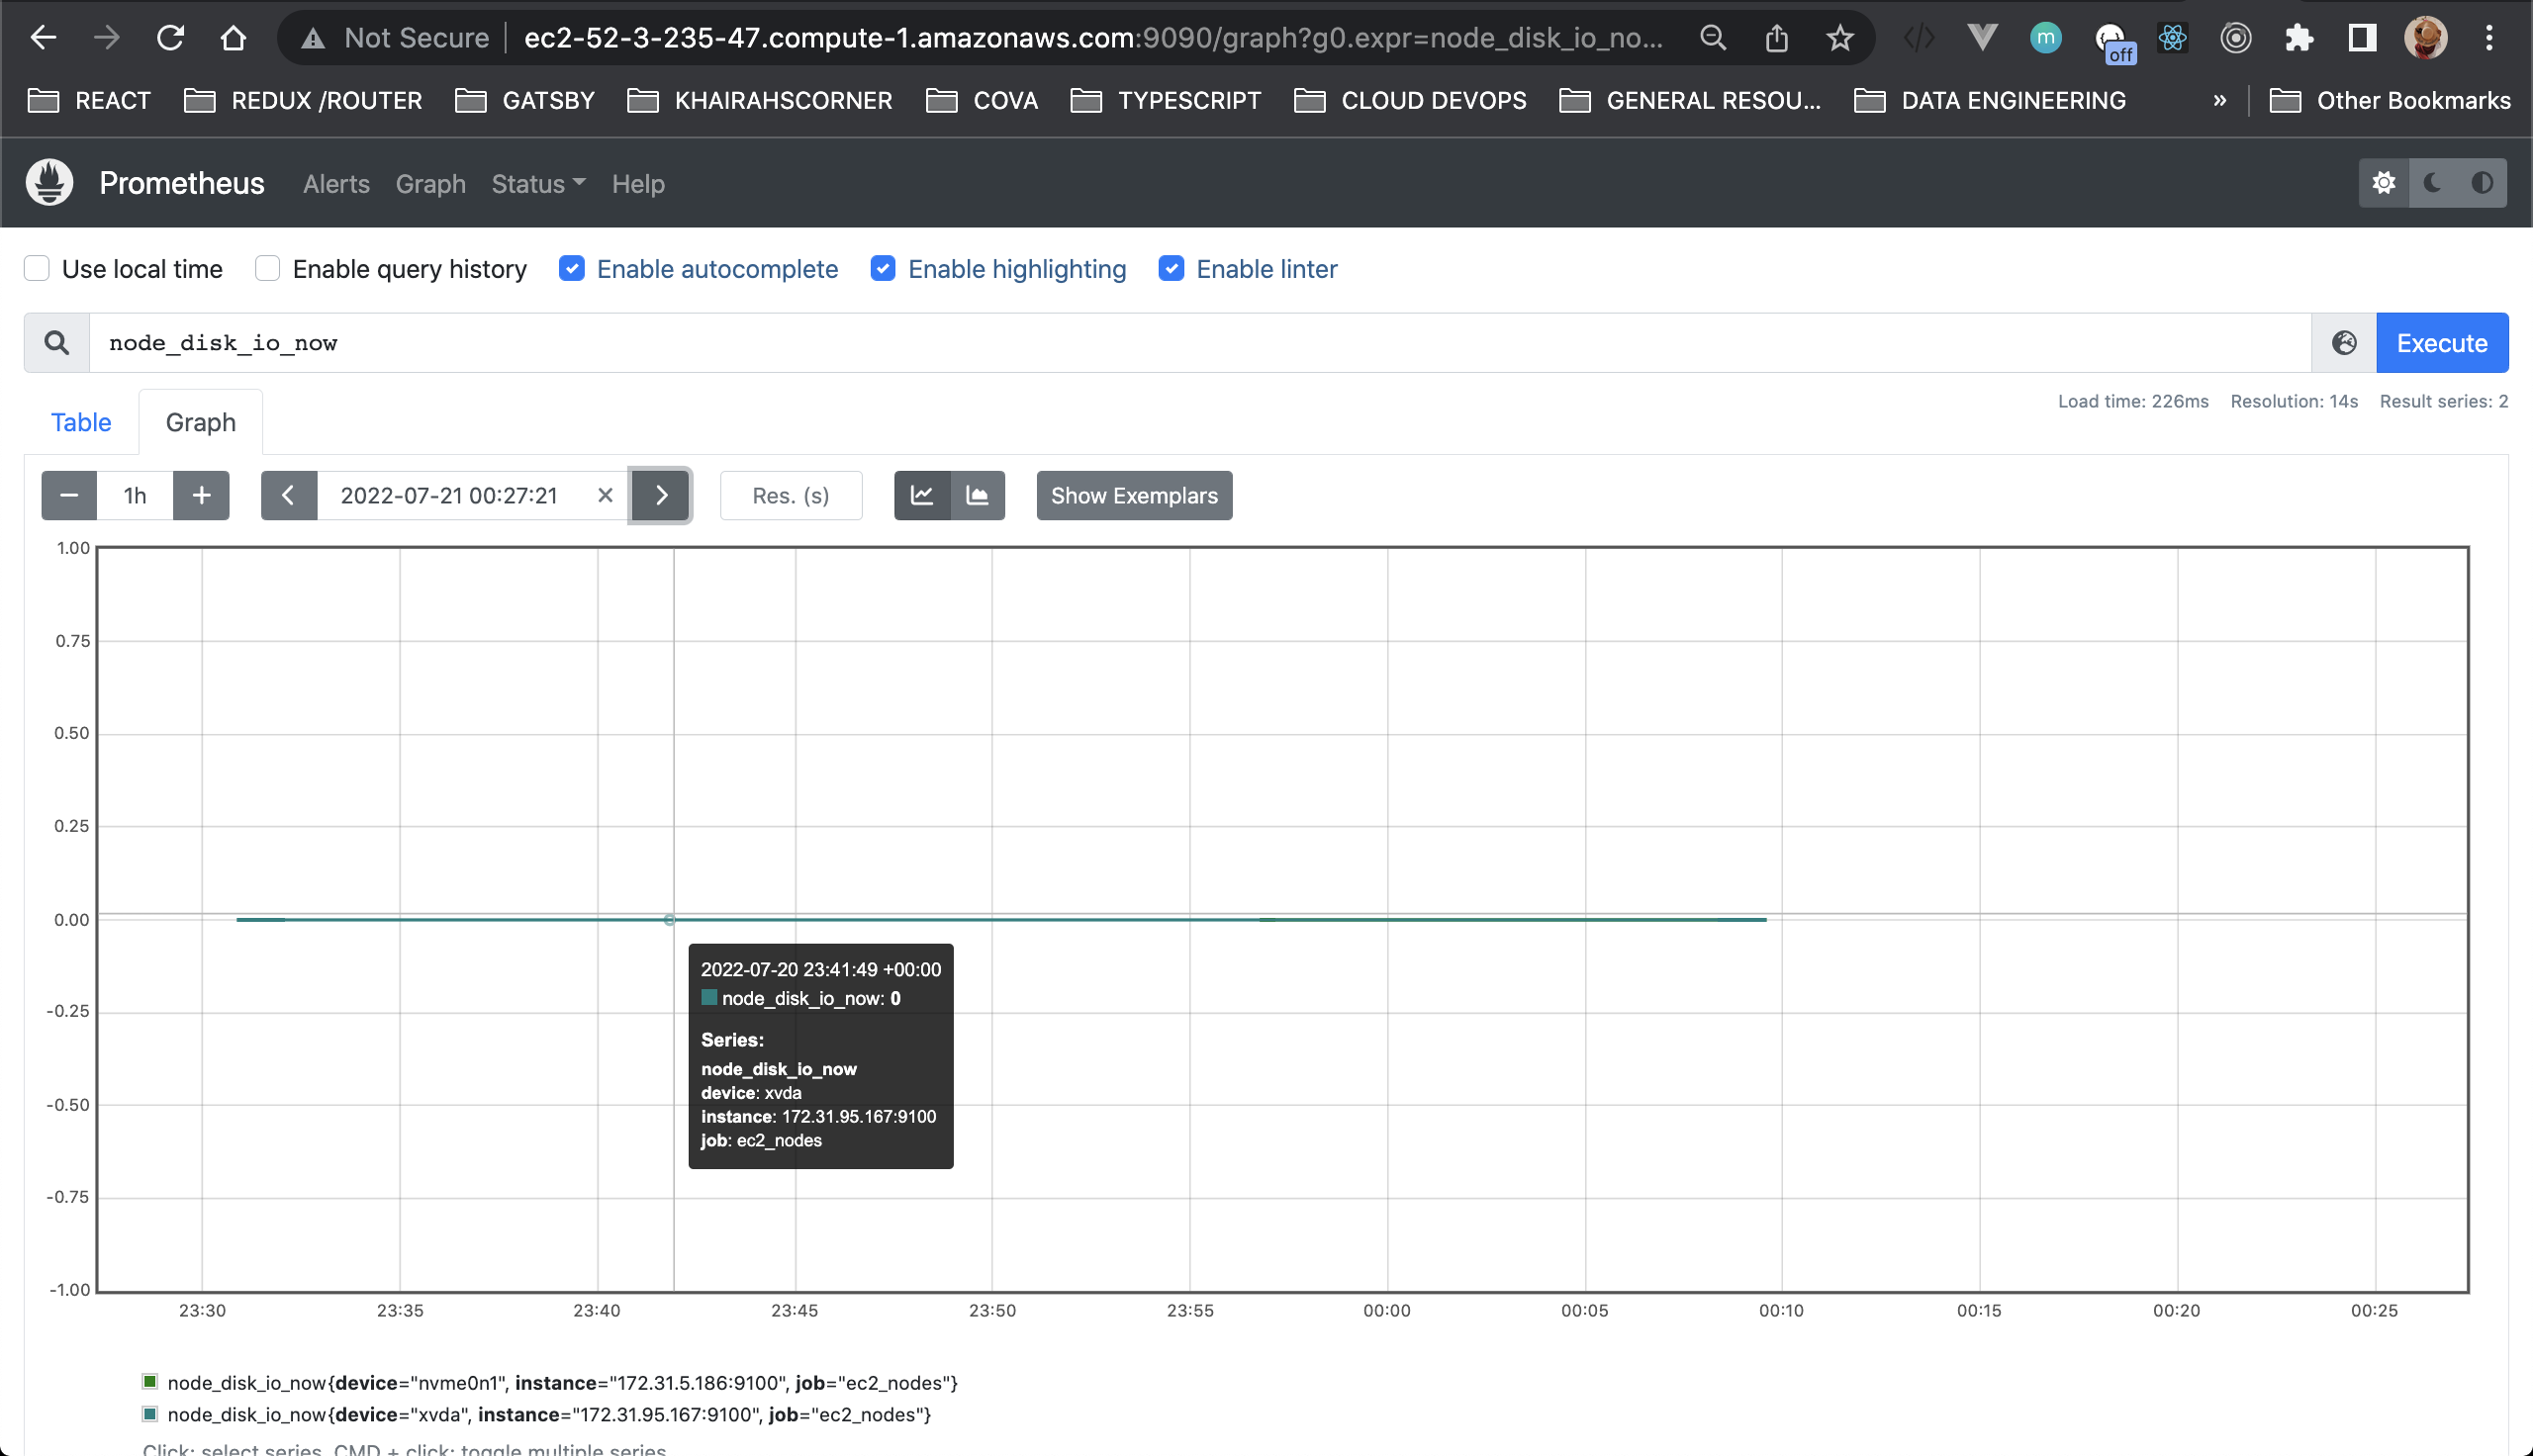 Not Secure ec2-52-3-235-47.compute-1.amazonaws.com:9090/graph?g0.expr=node_disk_io_no... </> m off
REACT REDUX /ROUTER GATSBY KHAIRAHSCORNER COVA TYPESCRIPT CLOUD DEVOPS GENERAL RESOU... DATA ENGINEERING » Other Bookmarks
Prometheus Alerts Graph Status Help
Use local time Enable query history Enable autocomplete Enable highlighting Enable linter
node_disk_io_now Execute
Table Graph Load time: 226ms Resolution: 14s Result series: 2
1h 2022-07-21 00:27:21 Res. (s) Show Exemplars
1.00
0.75
0.50
0.25
0.00
-0.25
-0.50
-0.75
-1.00
2022-07-20 23:41:49 +00:00
node_disk_io_now: 0
Series:
node_disk_io_now
device: xvda
instance: 172.31.95.167:9100
job: ec2_nodes
23:30 23:35 23:40 23:45 23:50 23:55 00:00 00:05 00:10 00:15 00:20 00:25
node_disk_io_now{device="nvme0n1", instance="172.31.5.186:9100", job="ec2_nodes"}
node_disk_io_now{device="xvda", instance="172.31.95.167:9100", job="ec2_nodes"}
Click: select series, CMD + click: toggle multiple series